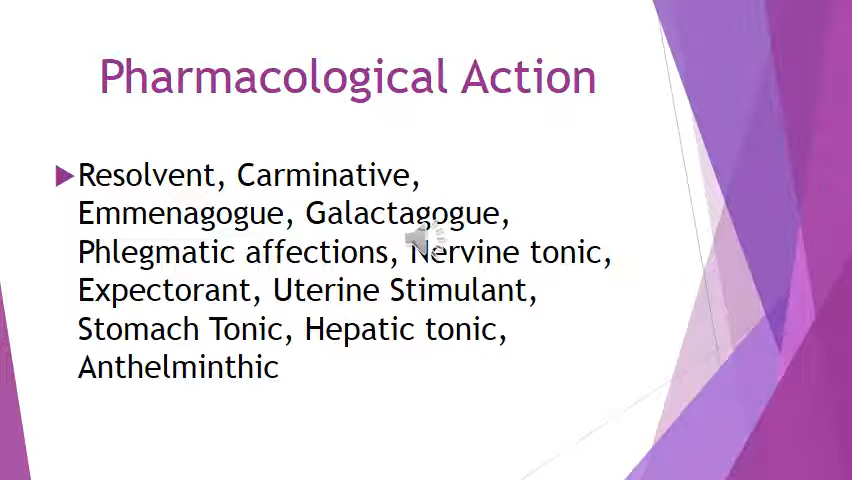 Pharmacological Action
Resolvent, Carminative,
Emmenagogue, Galactagogue,
Phlegmatic affections, Nervine tonic,
Expectorant, Uterine Stimulant,
Stomach Tonic, Hepatic tonic,
Anthelminthic